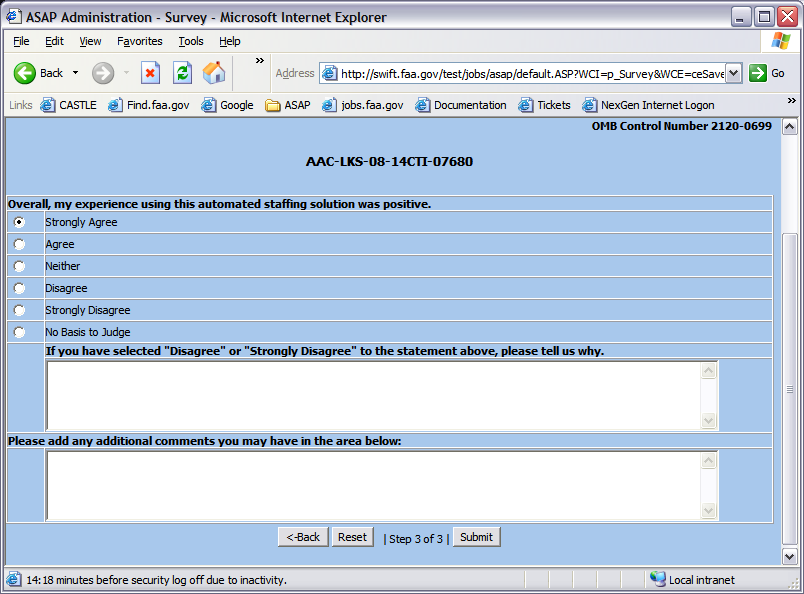 ASAP Administration - Survey - Microsoft Internet Explorer
File Edit View Favorites Tools Help
Back » Address http://swift.faa.gov/test/jobs/asap/default.ASP?WCI=p_Survey&WCE=ceSave Go
Links CASTLE Find.faa.gov Google ASAP jobs.faa.gov Documentation Tickets NexGen Internet Logon »
OMB Control Number 2120-0699
AAC-LKS-08-14CTI-07680
Overall, my experience using this automated staffing solution was positive.
Strongly Agree
Agree
Neither
Disagree
Strongly Disagree
No Basis to Judge
If you have selected "Disagree" or "Strongly Disagree" to the statement above, please tell us why.
Please add any additional comments you may have in the area below:
<-Back Reset | Step 3 of 3 | Submit
14:18 minutes before security log off due to inactivity. Local intranet